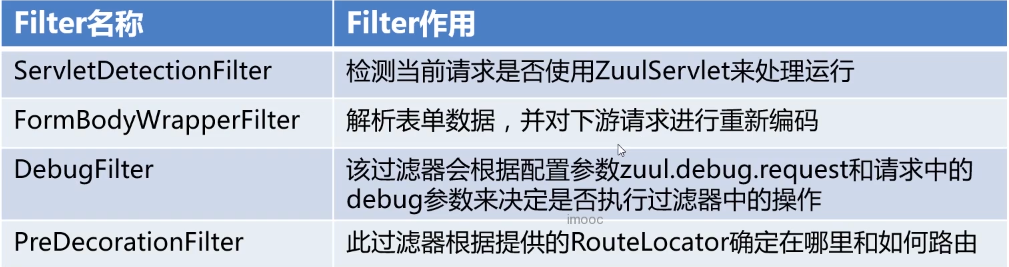 Filter名称 Filter作用
ServletDetectionFilter 检测当前请求是否使用ZuulServlet来处理运行
FormBodyWrapperFilter 解析表单数据，并对下游请求进行重新编码
DebugFilter 该过滤器会根据配置参数zuul.debug.request和请求中的
debug参数来决定是否执行过滤器中的操作
imooc
PreDecorationFilter 此过滤器根据提供的RouteLocator确定在哪里和如何路由